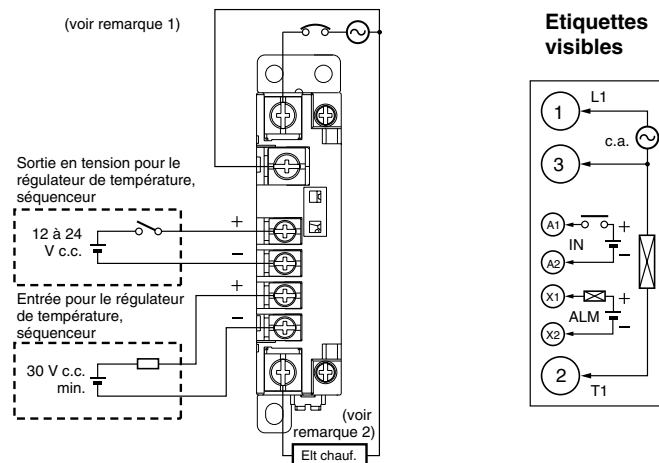 (voir remarque 1)
Sortie en tension pour le
régulateur de température,
séquenceur
12 à 24
V c.c.
+
−
Entrée pour le régulateur
de température,
séquenceur
+
−
30 V c.c.
min.
(voir
remarque 2)
Elt chauf.
Etiquettes
visibles
1
L1
c.a.
3
A1
+
IN
−
A2
X1
+
ALM
−
X2
2
T1